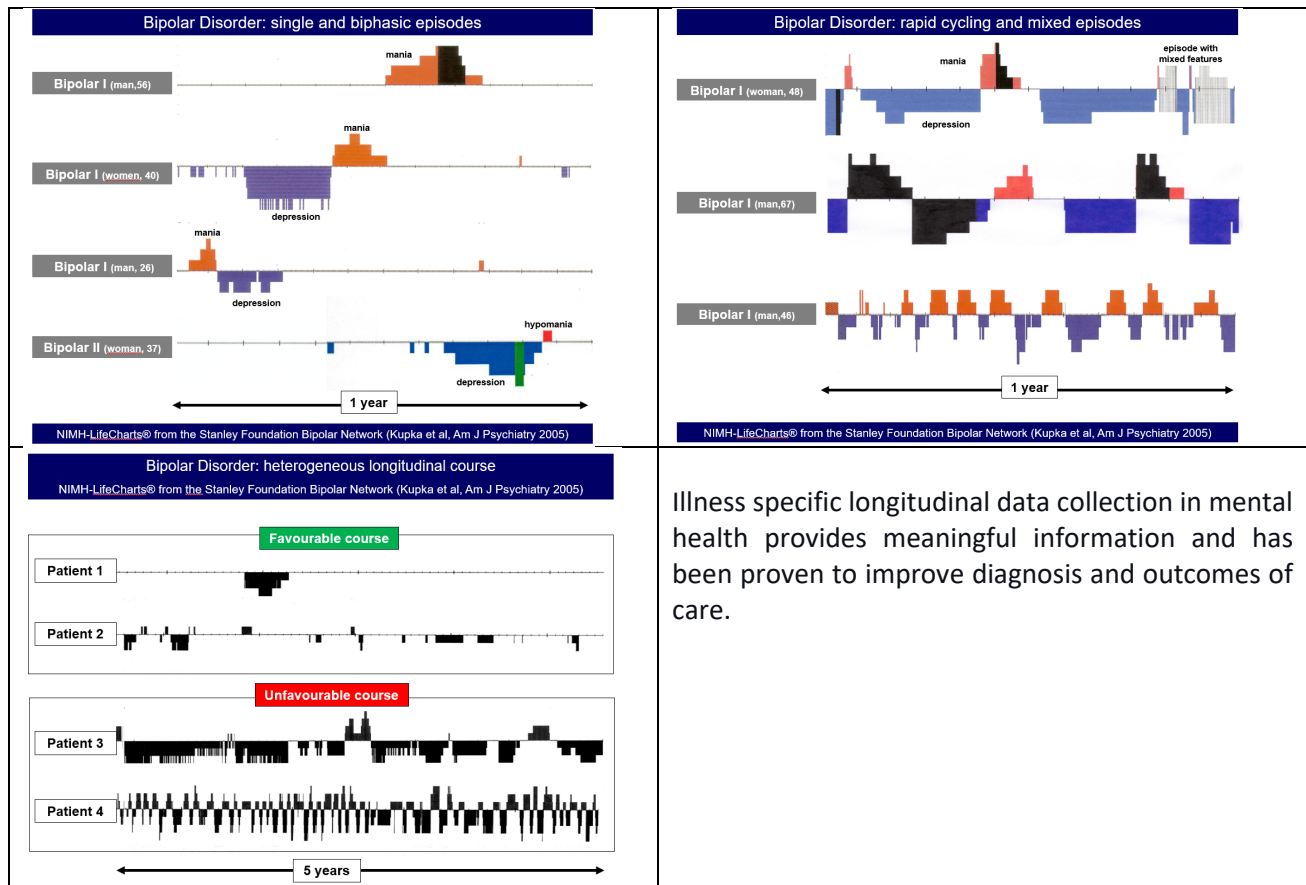 Bipolar Disorder: single and biphasic episodes
mania
Bipolar I (man,56)
mania
Bipolar I (women, 40)
depression
mania
Bipolar I (man, 26)
depression
hypomania
Bipolar II (woman, 37)
depression
1 year
NIMH-LifeCharts® from the Stanley Foundation Bipolar Network (Kupka et al, Am J Psychiatry 2005)
Bipolar Disorder: rapid cycling and mixed episodes
mania
episode with
mixed features
Bipolar I (woman, 48)
depression
Bipolar I (man,67)
Bipolar I (man,46)
1 year
NIMH-LifeCharts® from the Stanley Foundation Bipolar Network (Kupka et al, Am J Psychiatry 2005)
Bipolar Disorder: heterogeneous longitudinal course
NIMH-LifeCharts® from the Stanley Foundation Bipolar Network (Kupka et al, Am J Psychiatry 2005)
Favourable course
Patient 1
Patient 2
Unfavourable course
Patient 3
Patient 4
5 years
Illness specific longitudinal data collection in mental
health provides meaningful information and has
been proven to improve diagnosis and outcomes of
care.